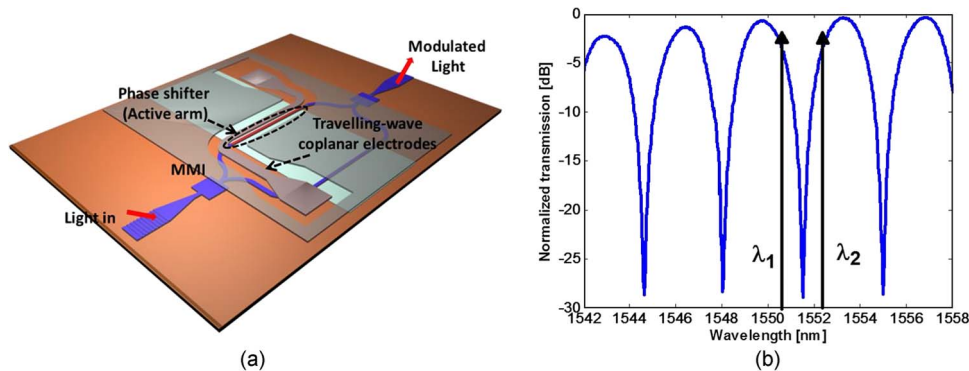 (a)
Modulated
Light
Phase shifter
(Active arm)
Travelling-wave
coplanar electrodes
MMI
Light in
(a)
Normalized transmission [dB]
0
-5
-10
-15
-20
-25
-30
λ1
λ2
1542
1544
1546
1548
1550
1552
1554
1556
1558
Wavelength [nm]
(b)